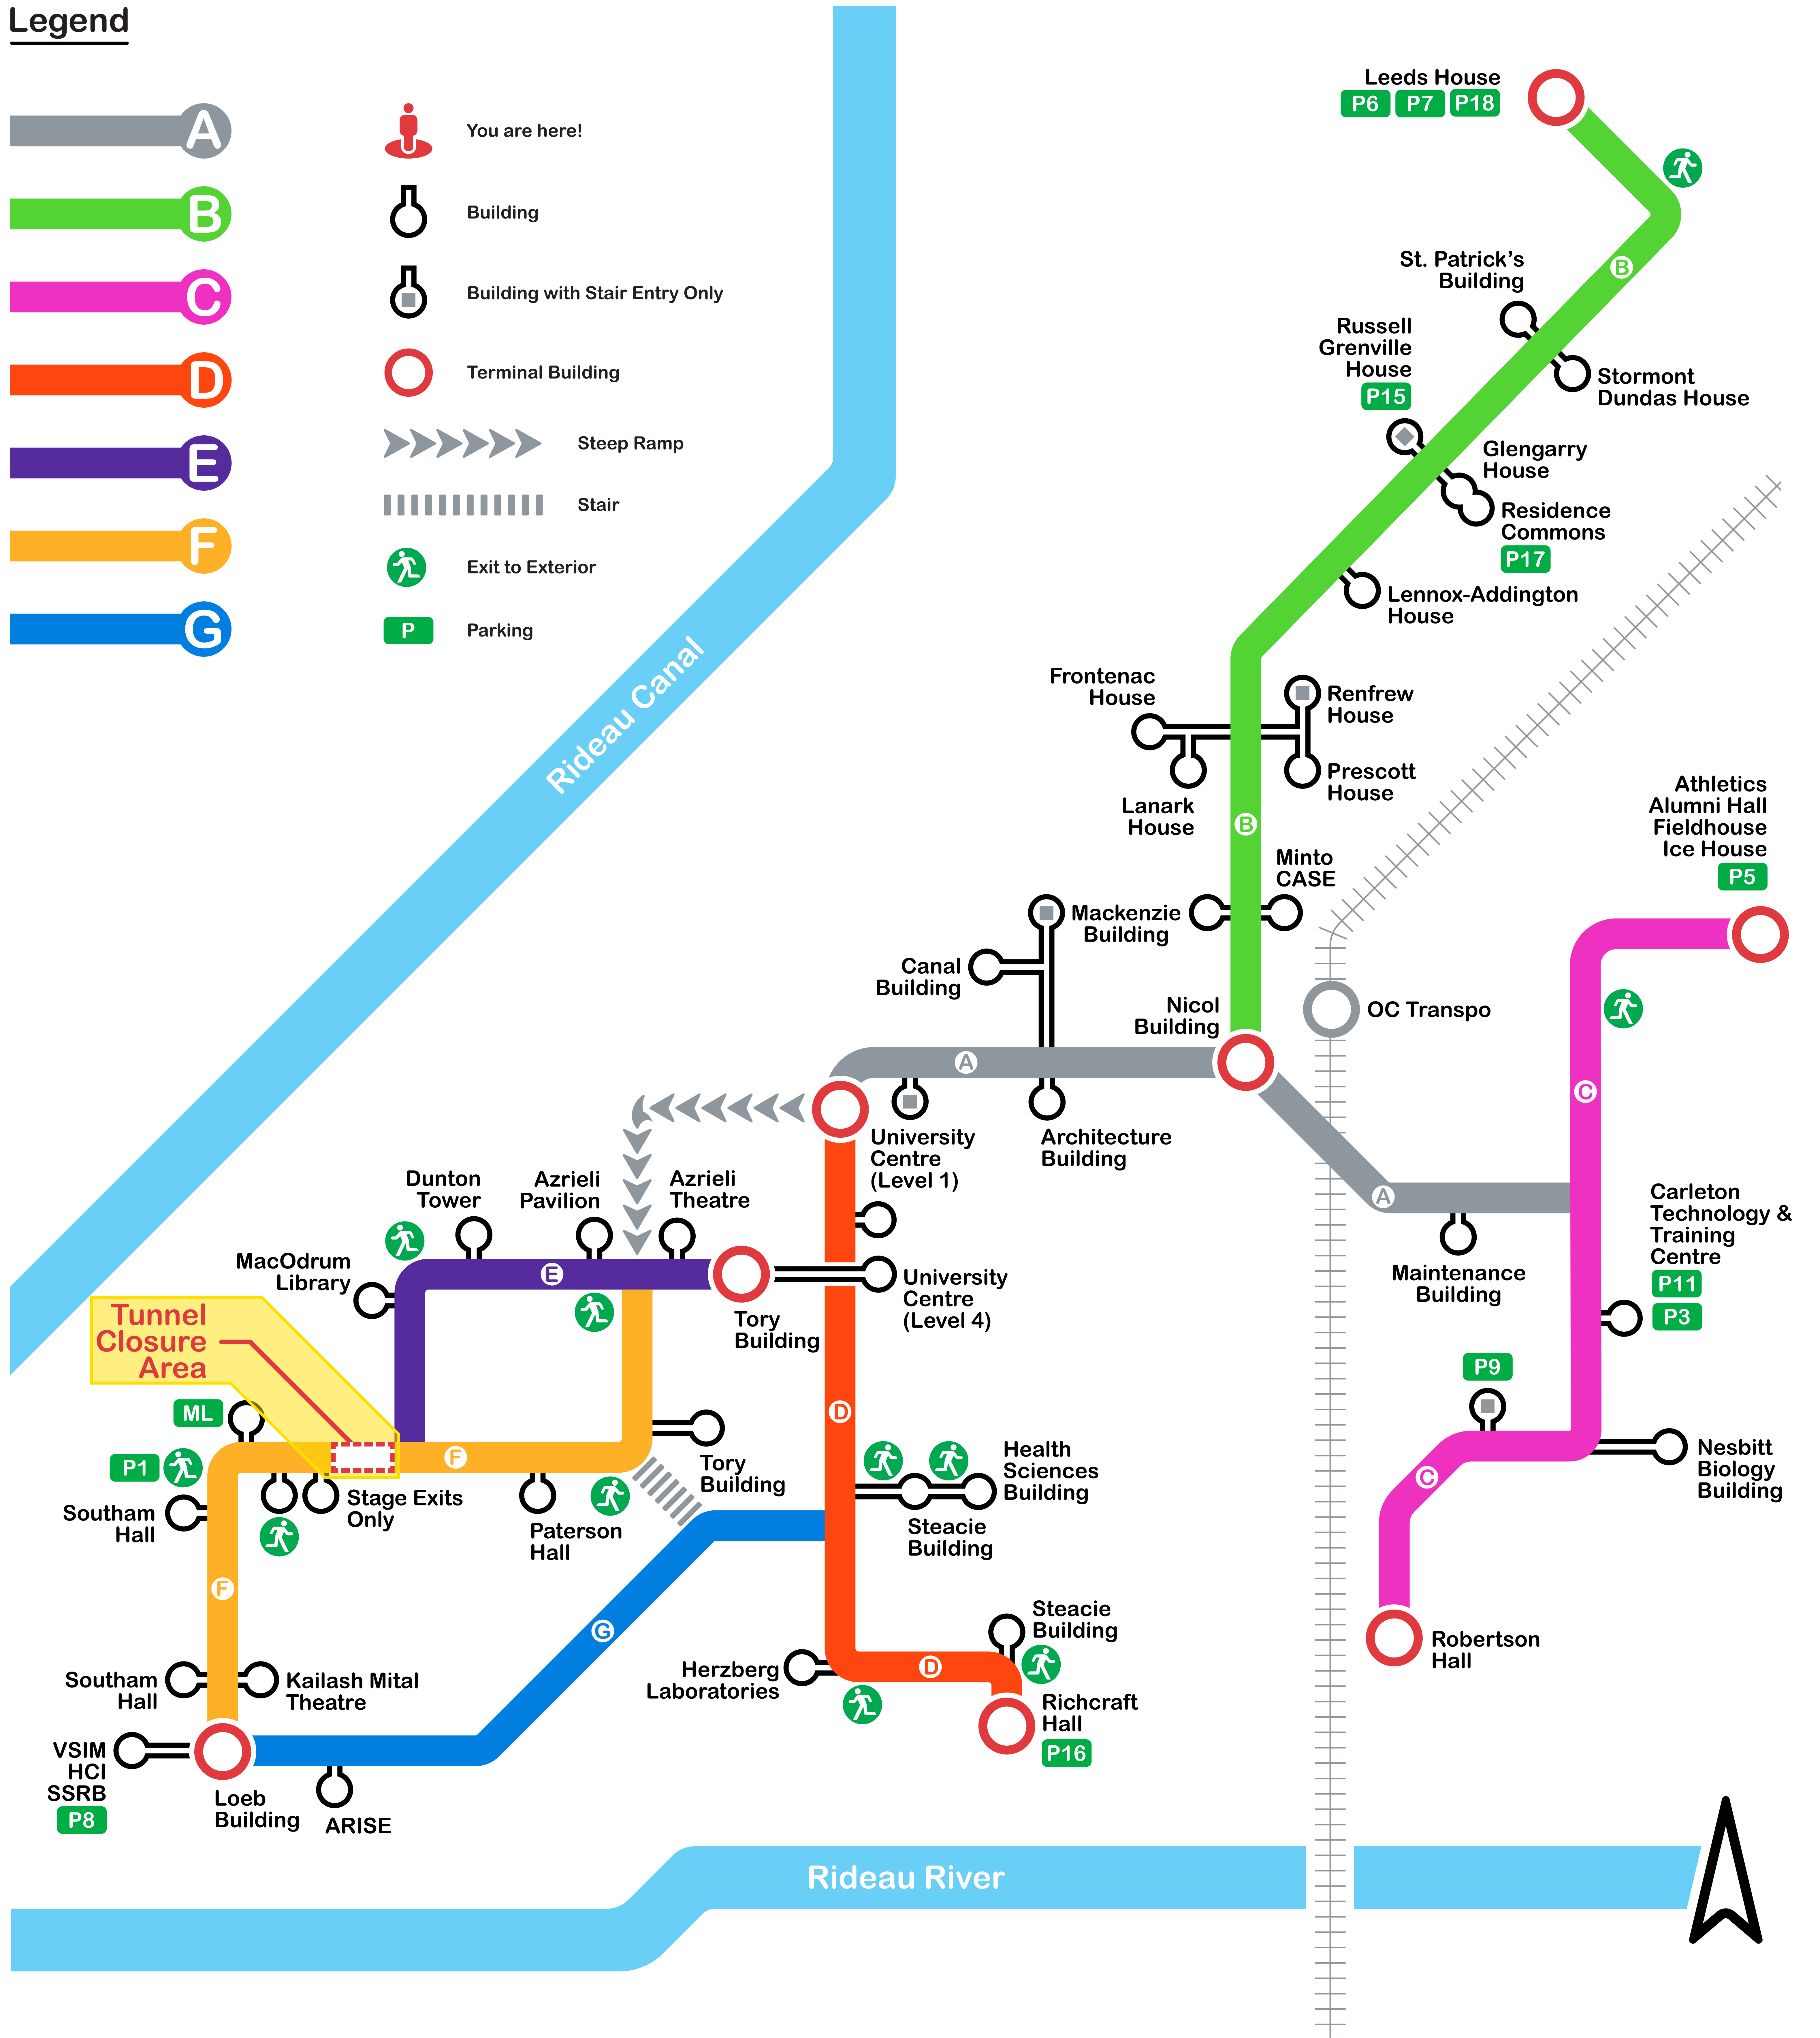 Legend
A
B
C
D
E
F
G
You are here!
Building
Building with Stair Entry Only
Terminal Building
Steep Ramp
Stair
Exit to Exterior
P
Parking
Rideau Canal
Leeds House
P6 P7 P18
B
St. Patrick's
Building
Stormont
Dundas House
Russell
Grenville
House
P15
Glengarry
House
Residence
Commons
P17
Lennox-Addington
House
Frontenac
House
Renfrew
House
Lanark
House
Prescott
House
B
Minto
CASE
Mackenzie
Building
Canal
Building
Nicol
Building
OC Transpo
Athletics
Alumni Hall
Fieldhouse
Ice House
P5
A
C
University
Centre
(Level 1)
Architecture
Building
A
Maintenance
Building
Carleton
Technology &
Training
Centre
P11
P3
Dunton
Tower
Azrieli
Pavilion
Azrieli
Theatre
MacOdrum
Library
E
Tory
Building
University
Centre
(Level 4)
Tunnel
Closure
Area
ML
P1
F
Southam
Hall
Stage Exits
Only
Paterson
Hall
Tory
Building
D
Health
Sciences
Building
Steacie
Building
P9
C
Nesbitt
Biology
Building
F
G
Southam
Hall
Kailash Mital
Theatre
Herzberg
Laboratories
D
Steacie
Building
Richcraft
Hall
P16
Robertson
Hall
VSIM
HCI
SSRB
P8
Loeb
Building
ARISE
Rideau River